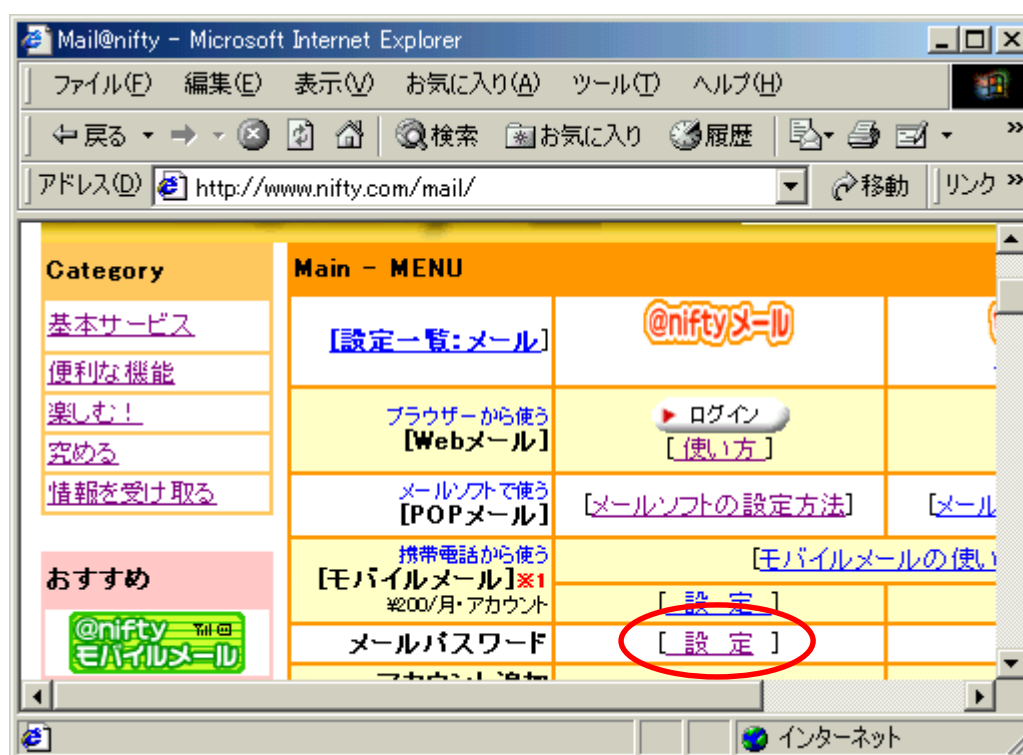 Mail@nifty - Microsoft Internet Explorer
ファイル(F) 編集(E) 表示(V) お気に入り(A) ツール(T) ヘルプ(H)
戻る 検索 お気に入り 履歴 »
アドレス(D) http://www.nifty.com/mail/ 移動 リンク »
Category
基本サービス
便利な機能
楽しむ!
究める
情報を受け取る
おすすめ
@nifty
モバイルメール
Main - MENU
[設定一覧:メール] @niftyメール
ブラウザーから使う
[Webメール]
ログイン
[ 使い方 ]
メールソフトで使う
[POPメール]
[メールソフトの設定方法] [メール
携帯電話から使う
[モバイルメール]※1
¥200/月・アカウント
[モバイルメールの使い
[ 設 定 ]
メールパスワード [ 設 定 ]
アカウント追加
インターネット